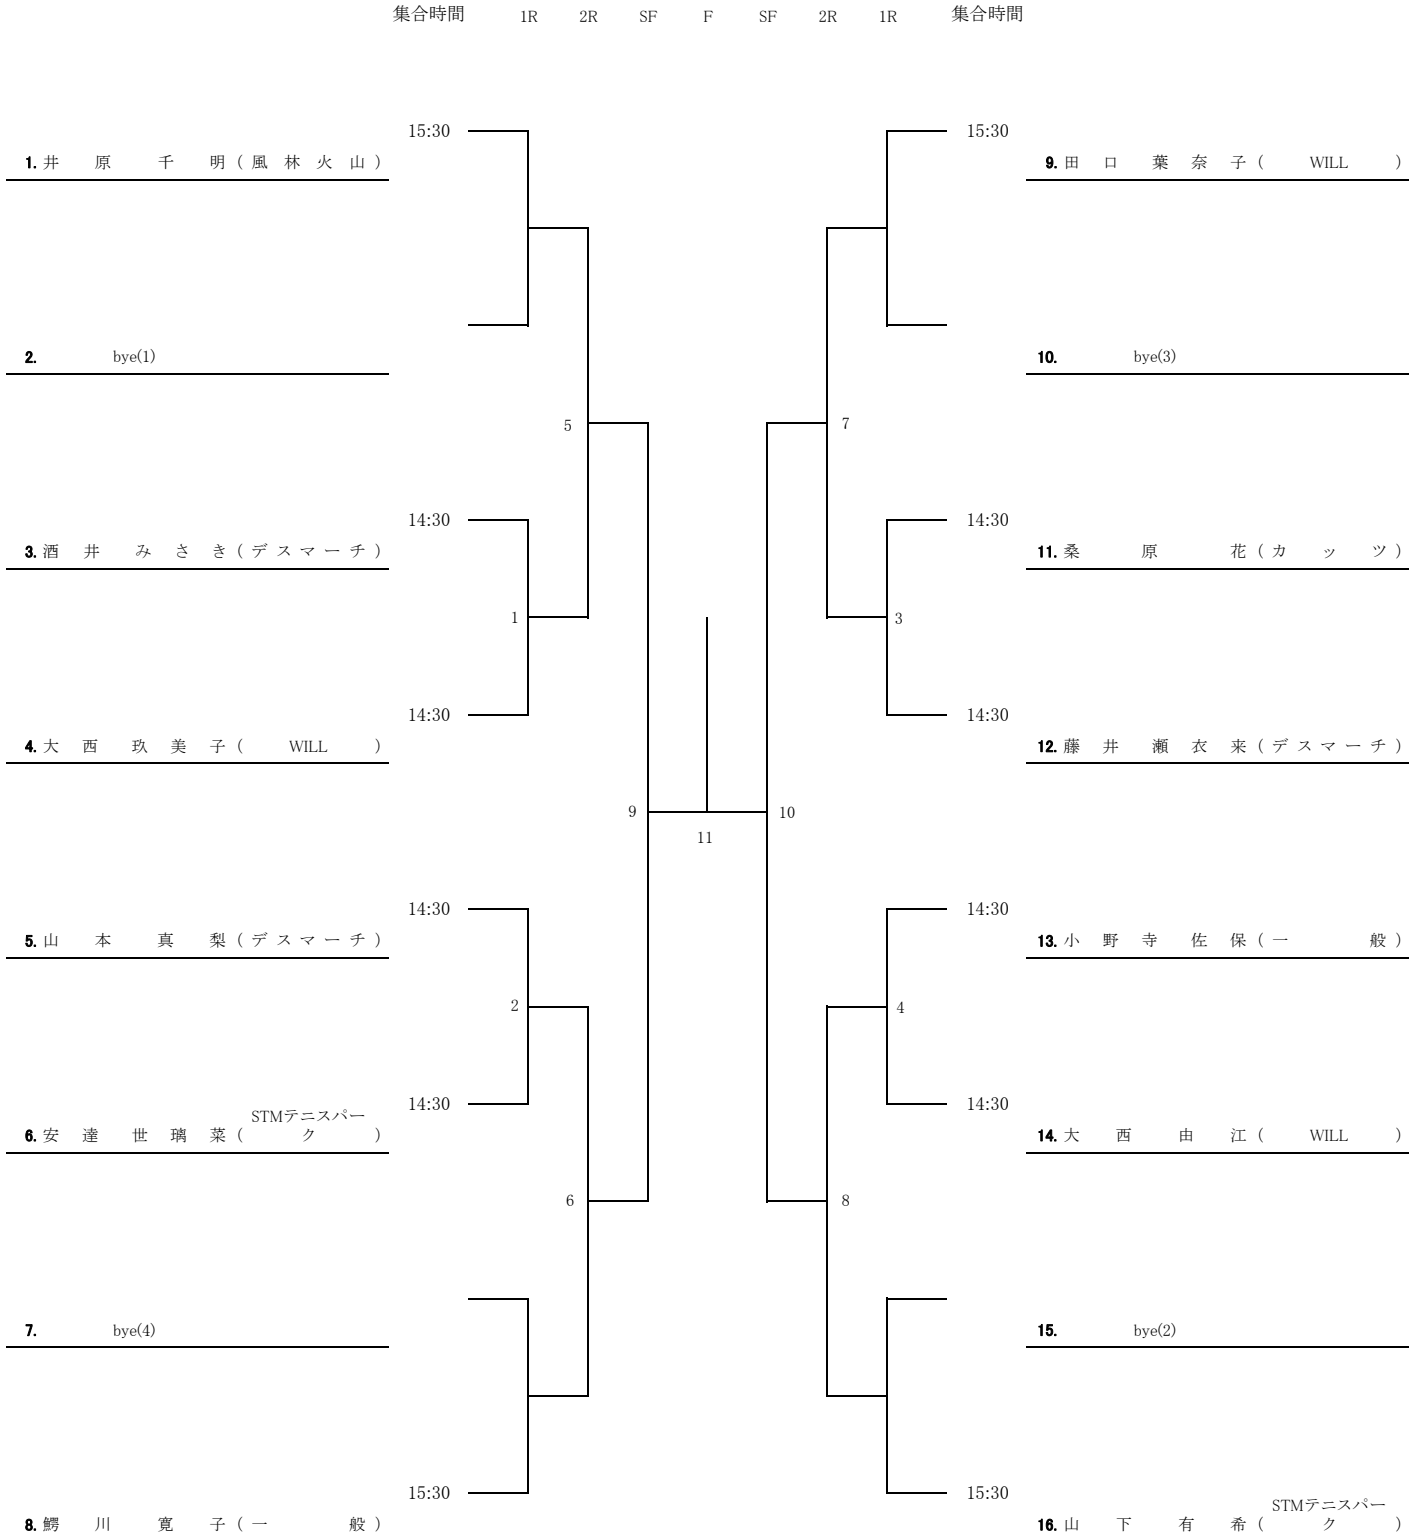 集合時間 1R 2R SF F SF 2R 1R 集合時間
15:30 15:30
1. 井原 千明 (風林火山) 9. 田口 葉奈子 (WILL)
2. bye(1) 10. bye(3)
5 7
14:30 14:30
3. 酒井 みさき (デスマーチ) 11. 桑原 花 (カッツ)
1 3
14:30 14:30
4. 大西 玖美子 (WILL) 12. 藤井 瀬衣来 (デスマーチ)
9 10
11
14:30 14:30
5. 山本 真梨 (デスマーチ) 13. 小野寺 佐保 (一般)
2 4
14:30 14:30
STMテニスパー
6. 安達 世璃菜 (ク) 14. 大西 由江 (WILL)
6 8
7. bye(4) 15. bye(2)
15:30 15:30
STMテニスパー
8. 鰐川 寛子 (一般) 16. 山下 有希 (ク)